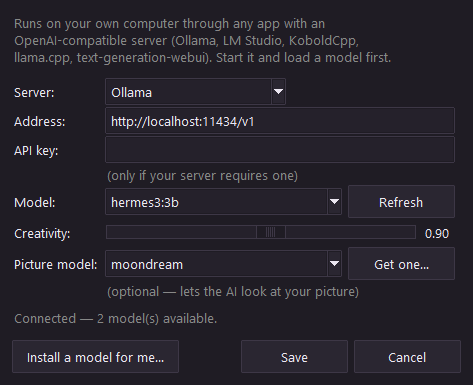 Runs on your own computer through any app with an
OpenAI-compatible server (Ollama, LM Studio, KoboldCpp,
llama.cpp, text-generation-webui). Start it and load a model first.
Server: Ollama
Address: http://localhost:11434/v1
API key:
(only if your server requires one)
Model: hermes3:3b Refresh
Creativity: 0.90
Picture model: moondream Get one...
(optional — lets the AI look at your picture)
Connected — 2 model(s) available.
Install a model for me... Save Cancel